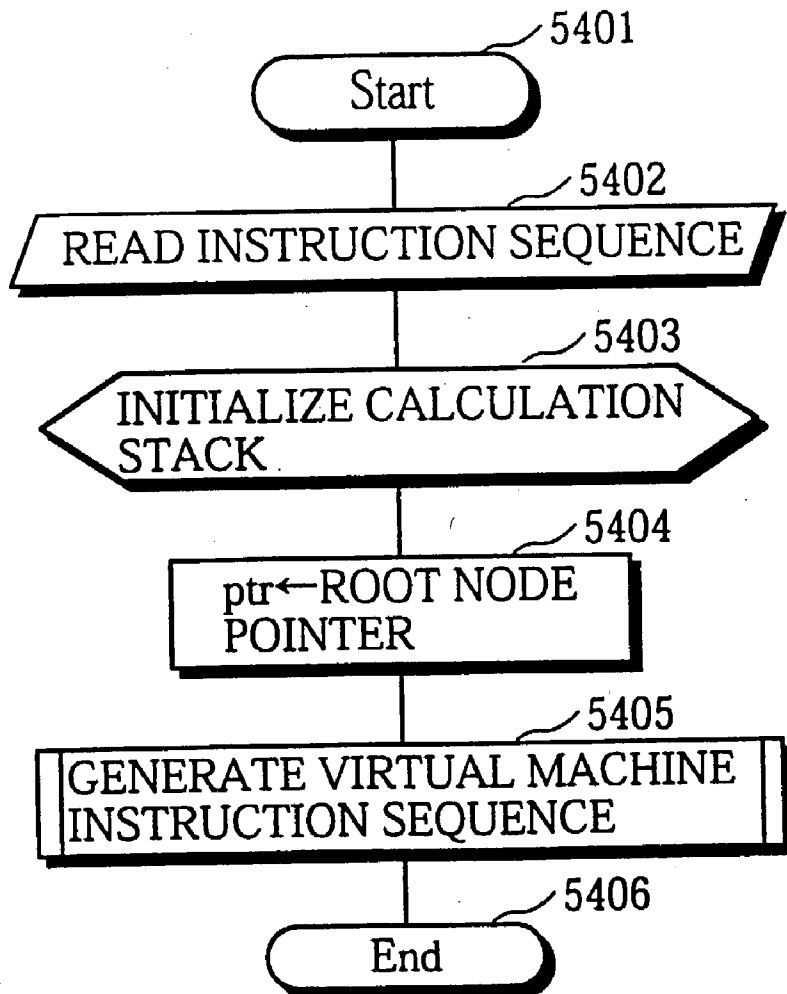 5401
Start
5402
READ INSTRUCTION SEQUENCE
5403
INITIALIZE CALCULATION
STACK
5404
ptr←ROOT NODE
POINTER
5405
GENERATE VIRTUAL MACHINE
INSTRUCTION SEQUENCE
5406
End